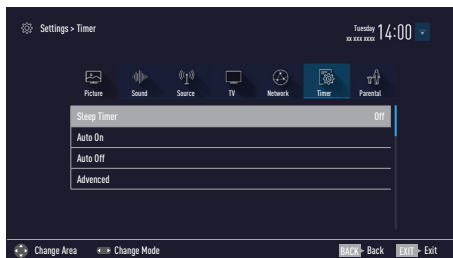 Settings > Timer
Tuesday
xx xxx xxxx
14:00
Picture
Sound
Source
TV
Network
Timer
Parental
Sleep Timer Off
Auto On
Auto Off
Advanced
Change Area
Change Mode
BACK Back
EXIT Exit